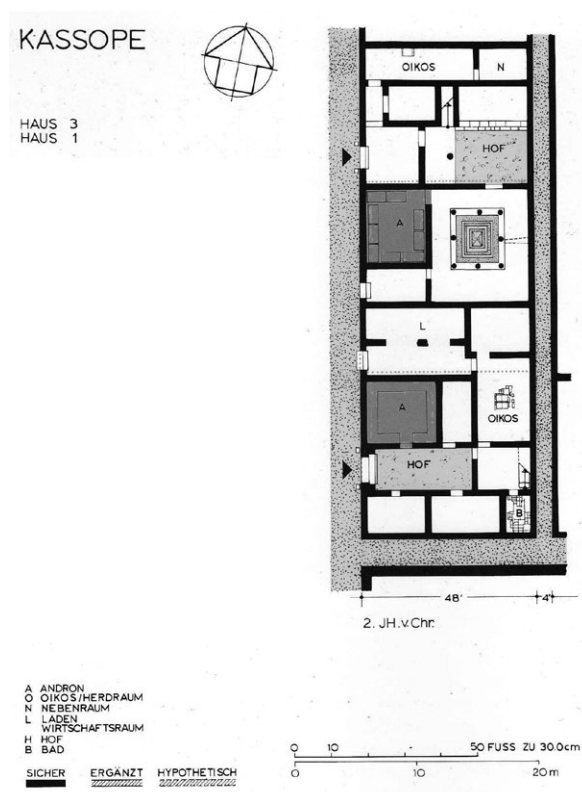 KASSOPE
HAUS 3
HAUS 1
OIKOS
N
HOF
A
L
A
OIKOS
HOF
B
48'
4'
2. JH.v.Chr.
A ANDRON
O OIKOS/HERDRAUM
N NEBENRAUM
L LADEN
WIRTSCHAFTSRAUM
H HOF
B BAD
SICHER ERGÄNZT HYPOTHETISCH
0 10 50 FUSS ZU 30.0cm
0 10 20 m